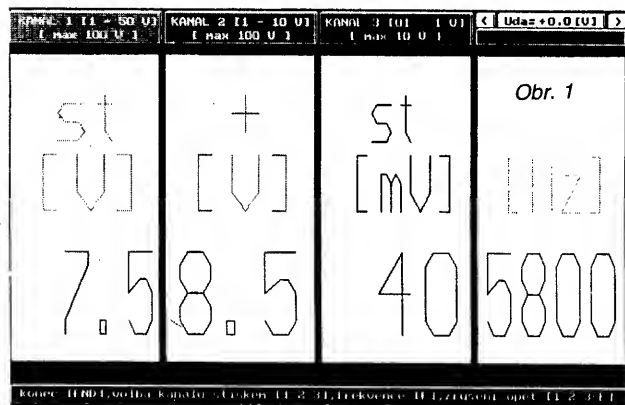 KANAL 1 [1 - 50 V]
[ max 100 V ]
KANAL 2 [1 - 10 V]
[ max 100 V ]
KANAL 3 [01 - 1 V]
[ max 10 V ]
< Uda=+0.0[V] >
Obr. 1
st
[V]
7.5
+
[V]
8.5
st
[mV]
40
[Hz]
5800
konec [END],volba kanalu stiskem [1 2 3],frekvence [F],zruseni opet [1 2 3 F]